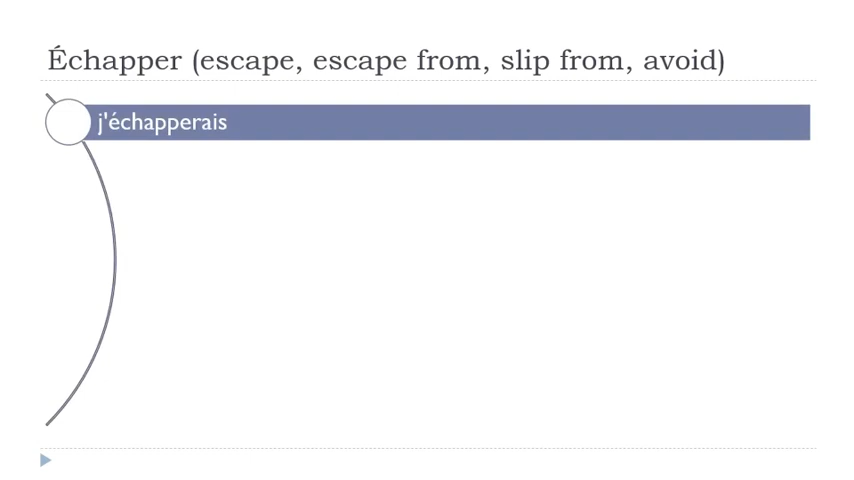 Échapper (escape, escape from, slip from, avoid)
j'échapperais